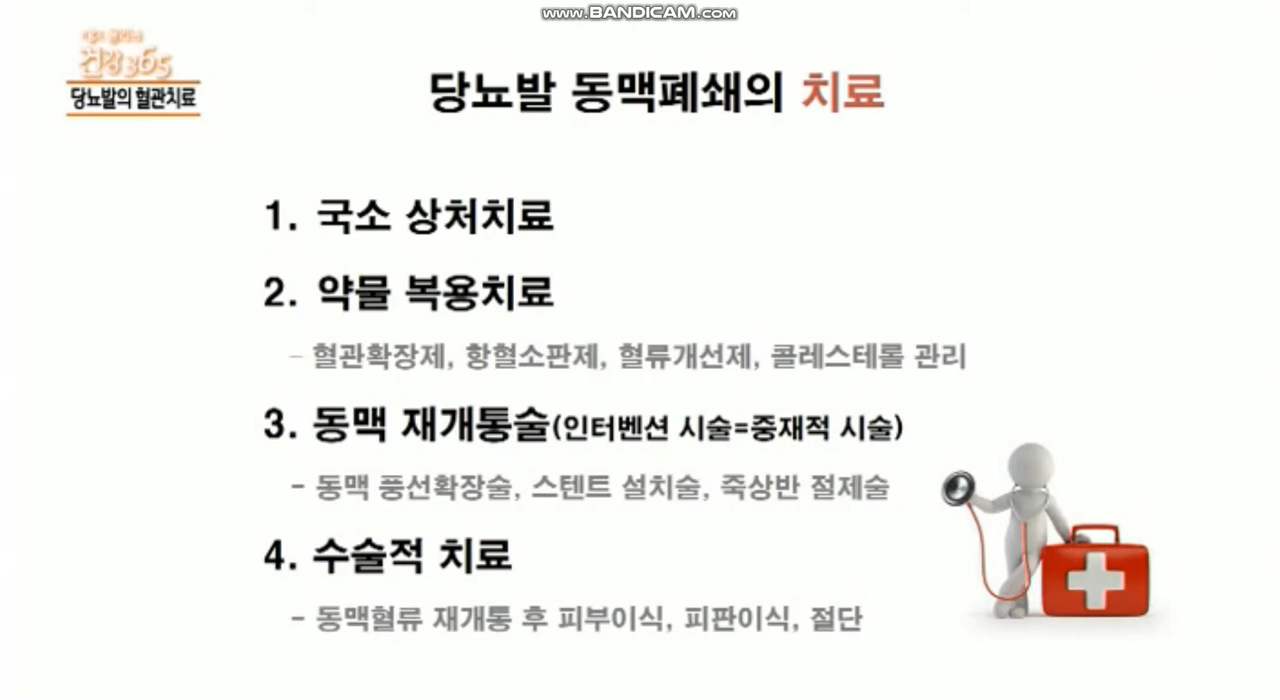 www.BANDICAM.com
건강365
당뇨발의 혈관치료
당뇨발 동맥폐쇄의 치료
1. 국소 상처치료
2. 약물 복용치료
– 혈관확장제, 항혈소판제, 혈류개선제, 콜레스테롤 관리
3. 동맥 재개통술(인터벤션 시술=중재적 시술)
- 동맥 풍선확장술, 스텐트 설치술, 죽상반 절제술
4. 수술적 치료
- 동맥혈류 재개통 후 피부이식, 피판이식, 절단